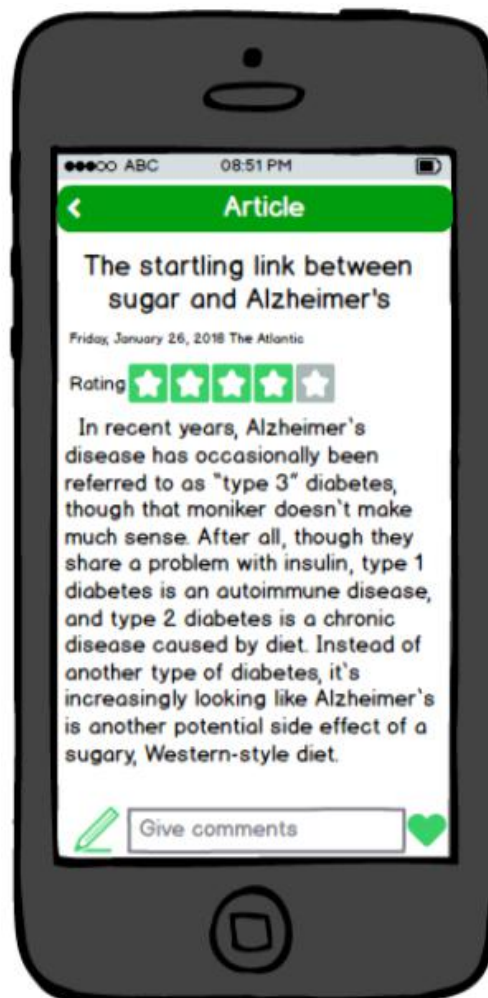 ABC 08:51 PM
Article
The startling link between
sugar and Alzheimer's
Friday, January 26, 2018 The Atlantic
Rating
In recent years, Alzheimer`s
disease has occasionally been
referred to as “type 3” diabetes,
though that moniker doesn`t make
much sense. After all, though they
share a problem with insulin, type 1
diabetes is an autoimmune disease,
and type 2 diabetes is a chronic
disease caused by diet. Instead of
another type of diabetes, it`s
increasingly looking like Alzheimer`s
is another potential side effect of a
sugary, Western-style diet.
Give comments